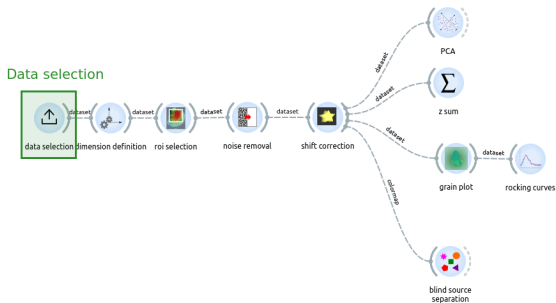 Data selection
data selection
dataset
dimension definition
dataset
roi selection
dataset
noise removal
dataset
shift correction
dataset
PCA
dataset
z sum
dataset
grain plot
dataset
rocking curves
colormap
blind source
separation
Σ